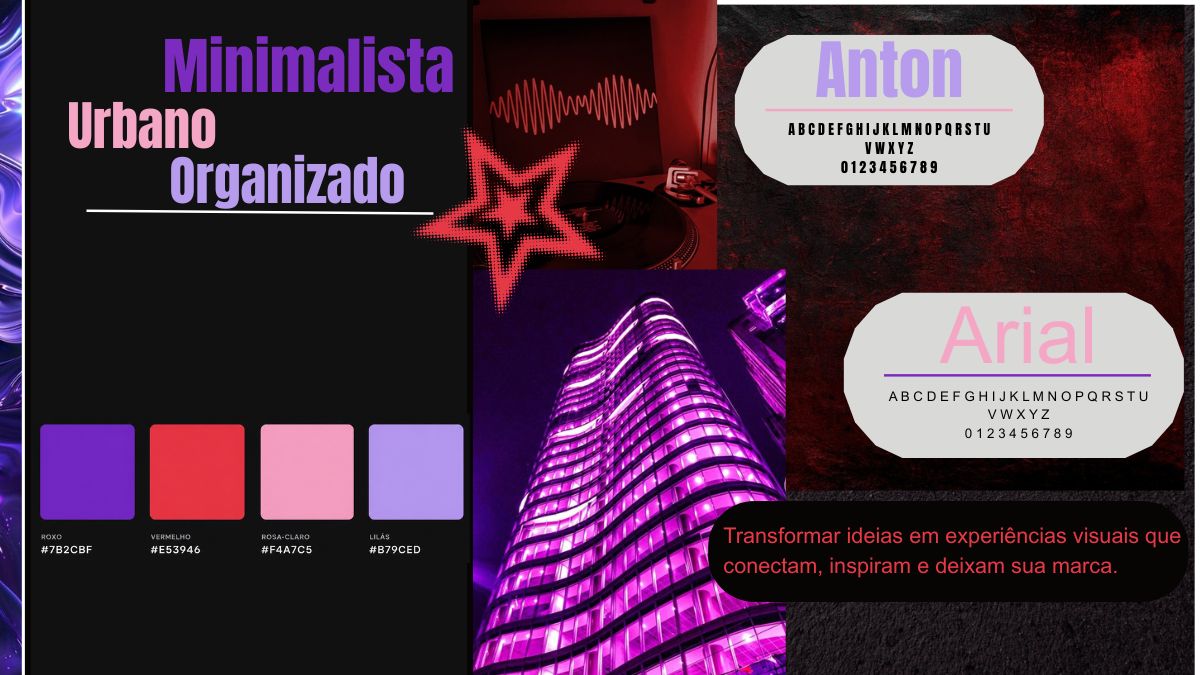 Minimalista
Urbano
Organizado
ROXO
#7B2CBF
VERMELHO
#E53946
ROSA-CLARO
#F4A7C5
LILÁS
#B79CED
Anton
ABCDEFGHIJKLMNOPQRSTU
VWXYZ
0123456789
Arial
ABCDEFGHIJKLMNOPQRSTU
VWXYZ
0123456789
Transformar ideias em experiências visuais que
conectam, inspiram e deixam sua marca.